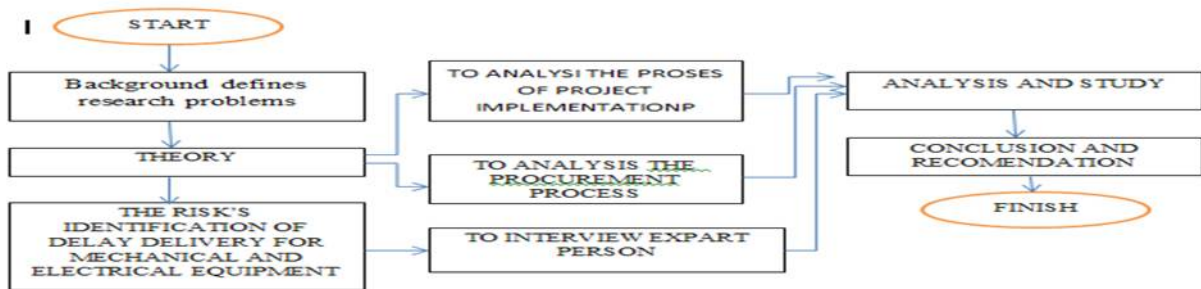 I
START
Background defines
research problems
THEORY
THE RISK'S
IDENTIFICATION OF
DELAY DELIVERY FOR
MECHANICAL AND
ELECTRICAL EQUIPMENT
TO ANALYSI THE PROSES
OF PROJECT
IMPLEMENTATIONP
TO ANALYSIS THE
PROCUREMENT
PROCESS
TO INTERVIEW EXPART
PERSON
ANALYSIS AND STUDY
CONCLUSION AND
RECOMENDATION
FINISH